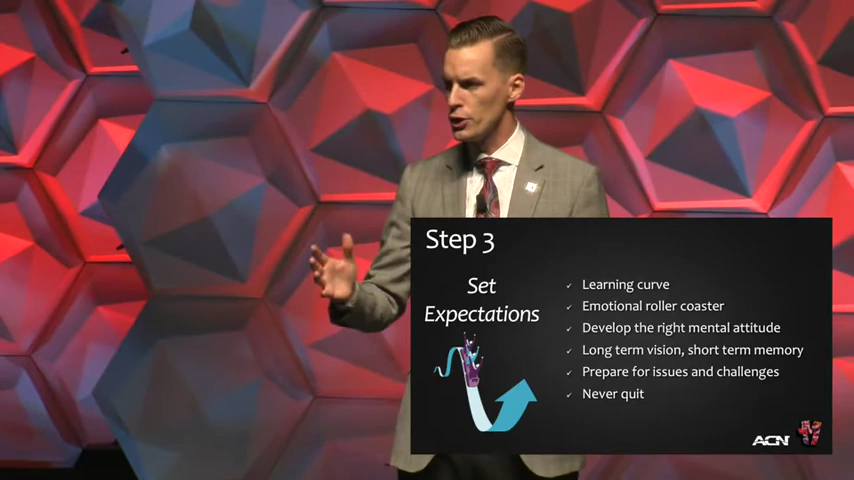 Step 3
Set
Expectations
Learning curve
Emotional roller coaster
Develop the right mental attitude
Long term vision, short term memory
Prepare for issues and challenges
Never quit
ACN